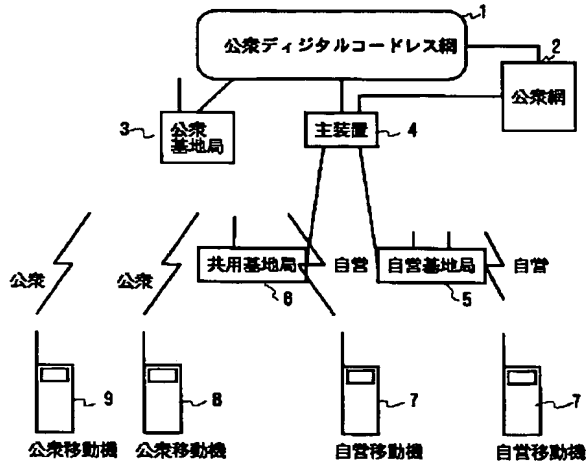 1
公衆ディジタルコードレス網
2
公衆網
3
公衆
基地局
主装置
4
公衆
公衆
共用基地局
6
自営
自営基地局
5
自営
9
公衆移動機
8
公衆移動機
7
自営移動機
7
自営移動機